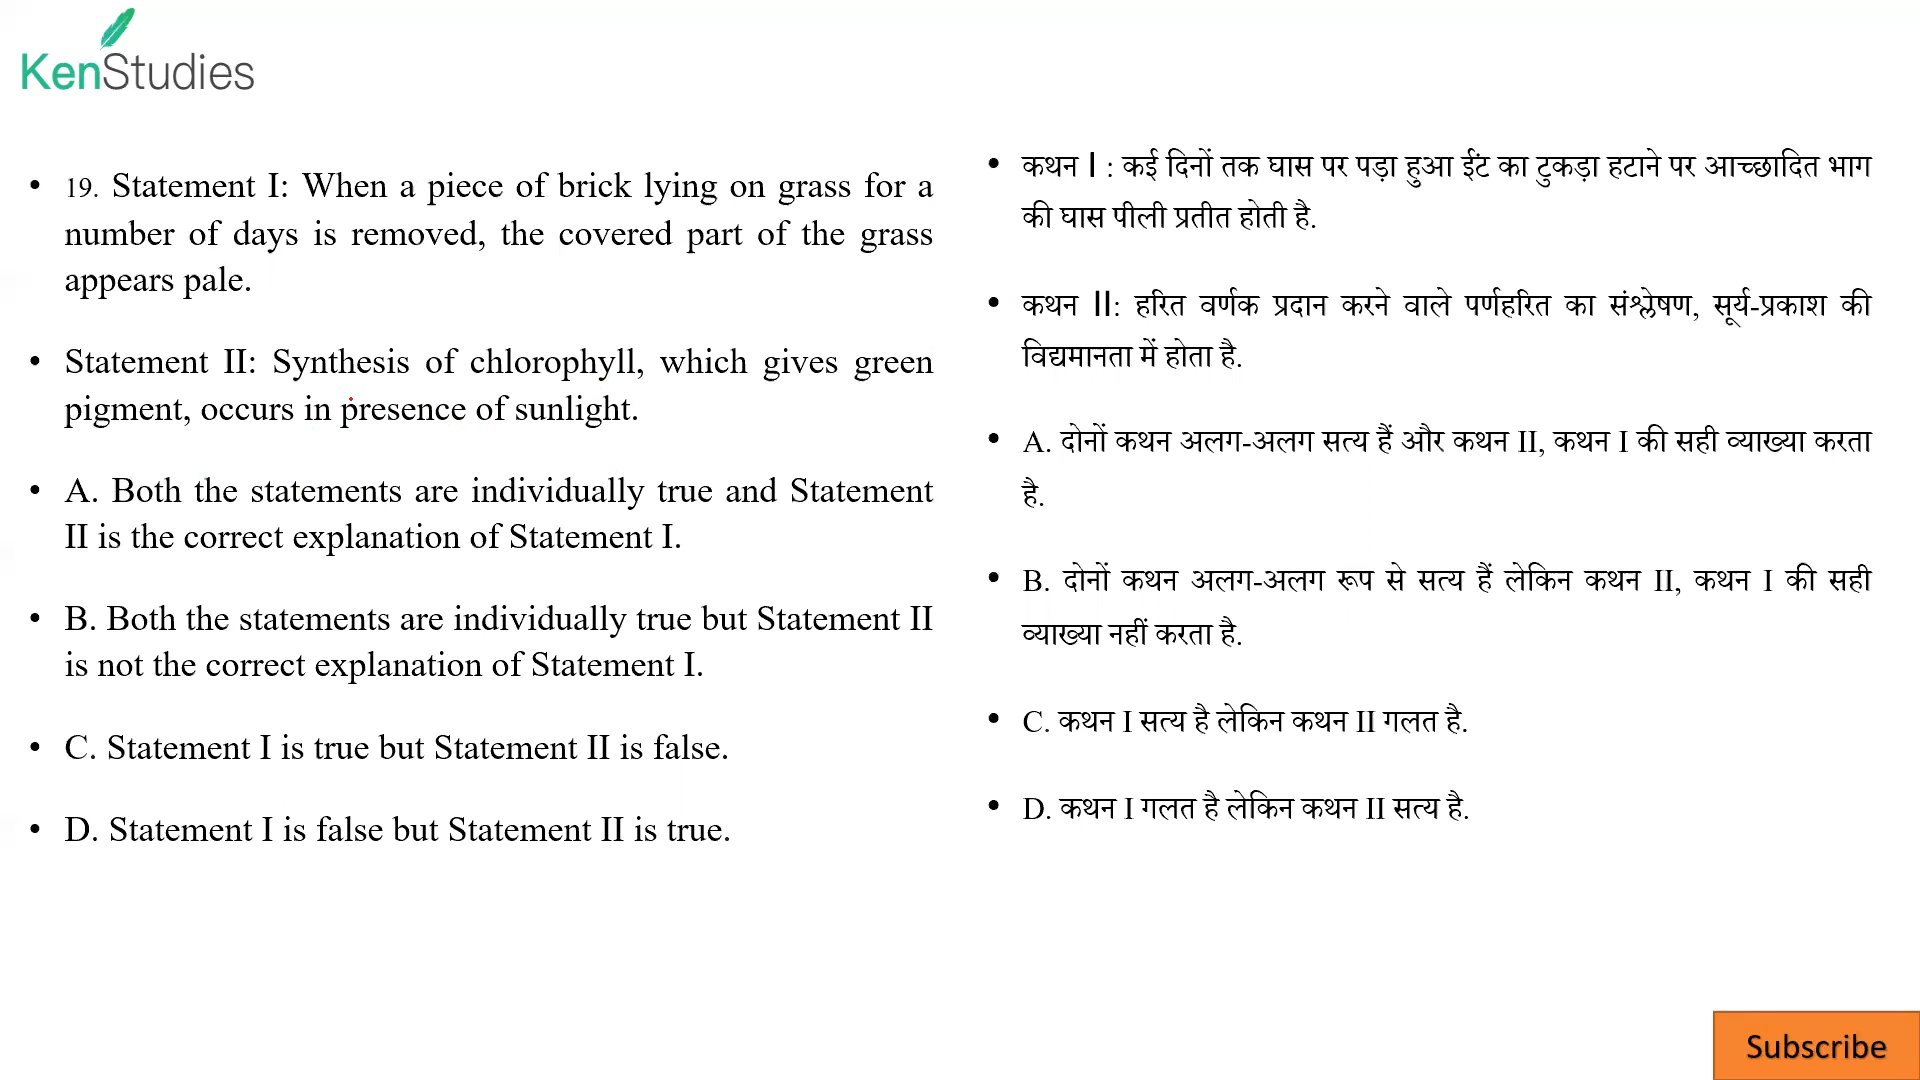 KenStudies
• 19. Statement I: When a piece of brick lying on grass for a
number of days is removed, the covered part of the grass
appears pale.
• Statement II: Synthesis of chlorophyll, which gives green
pigment, occurs in presence of sunlight.
• A. Both the statements are individually true and Statement
II is the correct explanation of Statement I.
• B. Both the statements are individually true but Statement II
is not the correct explanation of Statement I.
• C. Statement I is true but Statement II is false.
• D. Statement I is false but Statement II is true.
• कथन I : कई दिनों तक घास पर पड़ा हुआ ईंट का टुकड़ा हटाने पर आच्छादित भाग
की घास पीली प्रतीत होती है.
• कथन II: हरित वर्णक प्रदान करने वाले पर्णहरित का संश्लेषण, सूर्य-प्रकाश की
विद्यमानता में होता है.
• A. दोनों कथन अलग-अलग सत्य हैं और कथन II, कथन I की सही व्याख्या करता
है.
• B. दोनों कथन अलग-अलग रूप से सत्य हैं लेकिन कथन II, कथन I की सही
व्याख्या नहीं करता है.
• C. कथन I सत्य है लेकिन कथन II गलत है.
• D. कथन I गलत है लेकिन कथन II सत्य है.
Subscribe